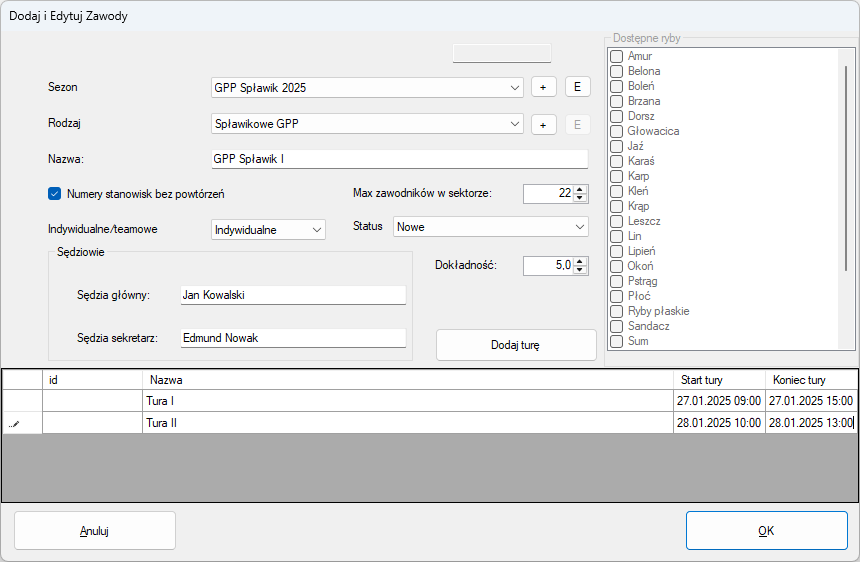 Dodaj i Edytuj Zawody
Sezon
GPP Spławik 2025
+
E
Rodzaj
Spławikowe GPP
+
E
Nazwa:
GPP Spławik I
Numery stanowisk bez powtórzeń
Max zawodników w sektorze:
22
Indywidualne/teamowe
Indywidualne
Status
Nowe
Sędziowie
Dokładność:
5,0
Sędzia główny:
Jan Kowalski
Sędzia sekretarz:
Edmund Nowak
Dodaj turę
Dostępne ryby
Amur
Belona
Boleń
Brzana
Dorsz
Głowacica
Jaź
Karaś
Karp
Kleń
Krąp
Leszcz
Lin
Lipień
Okoń
Pstrąg
Płoć
Ryby płaskie
Sandacz
Sum
id Nazwa Start tury Koniec tury
Tura I 27.01.2025 09:00 27.01.2025 15:00
Tura II 28.01.2025 10:00 28.01.2025 13:00
Anuluj
OK